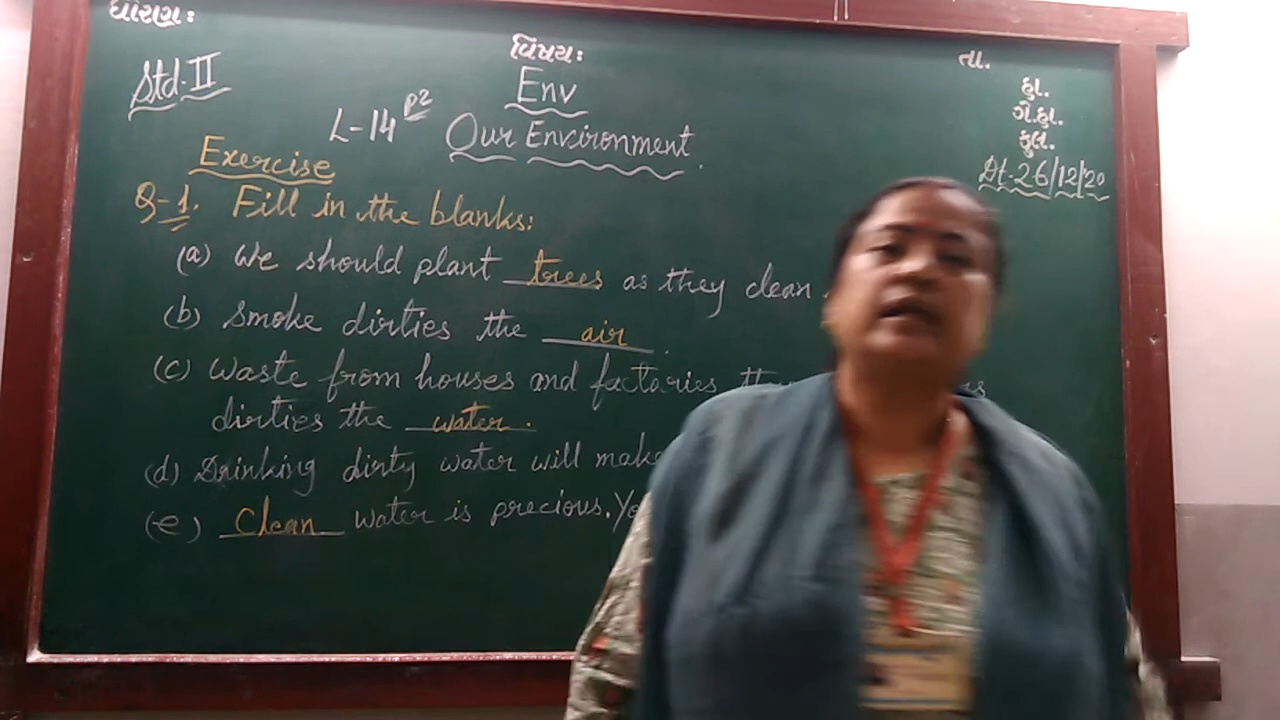 ધોરણ:
વિષય:
તા.
Std. II
Env
હા.
ગે.હા.
કુલ.
L-14 P2 Our Environment.
Dt. 26/12/20
Exercise
Q-1. Fill in the blanks:
(a) We should plant trees as they clean
(b) Smoke dirties the air.
(c) Waste from houses and factories
dirties the water.
(d) Drinking dirty water will make
(e) Clean water is precious.